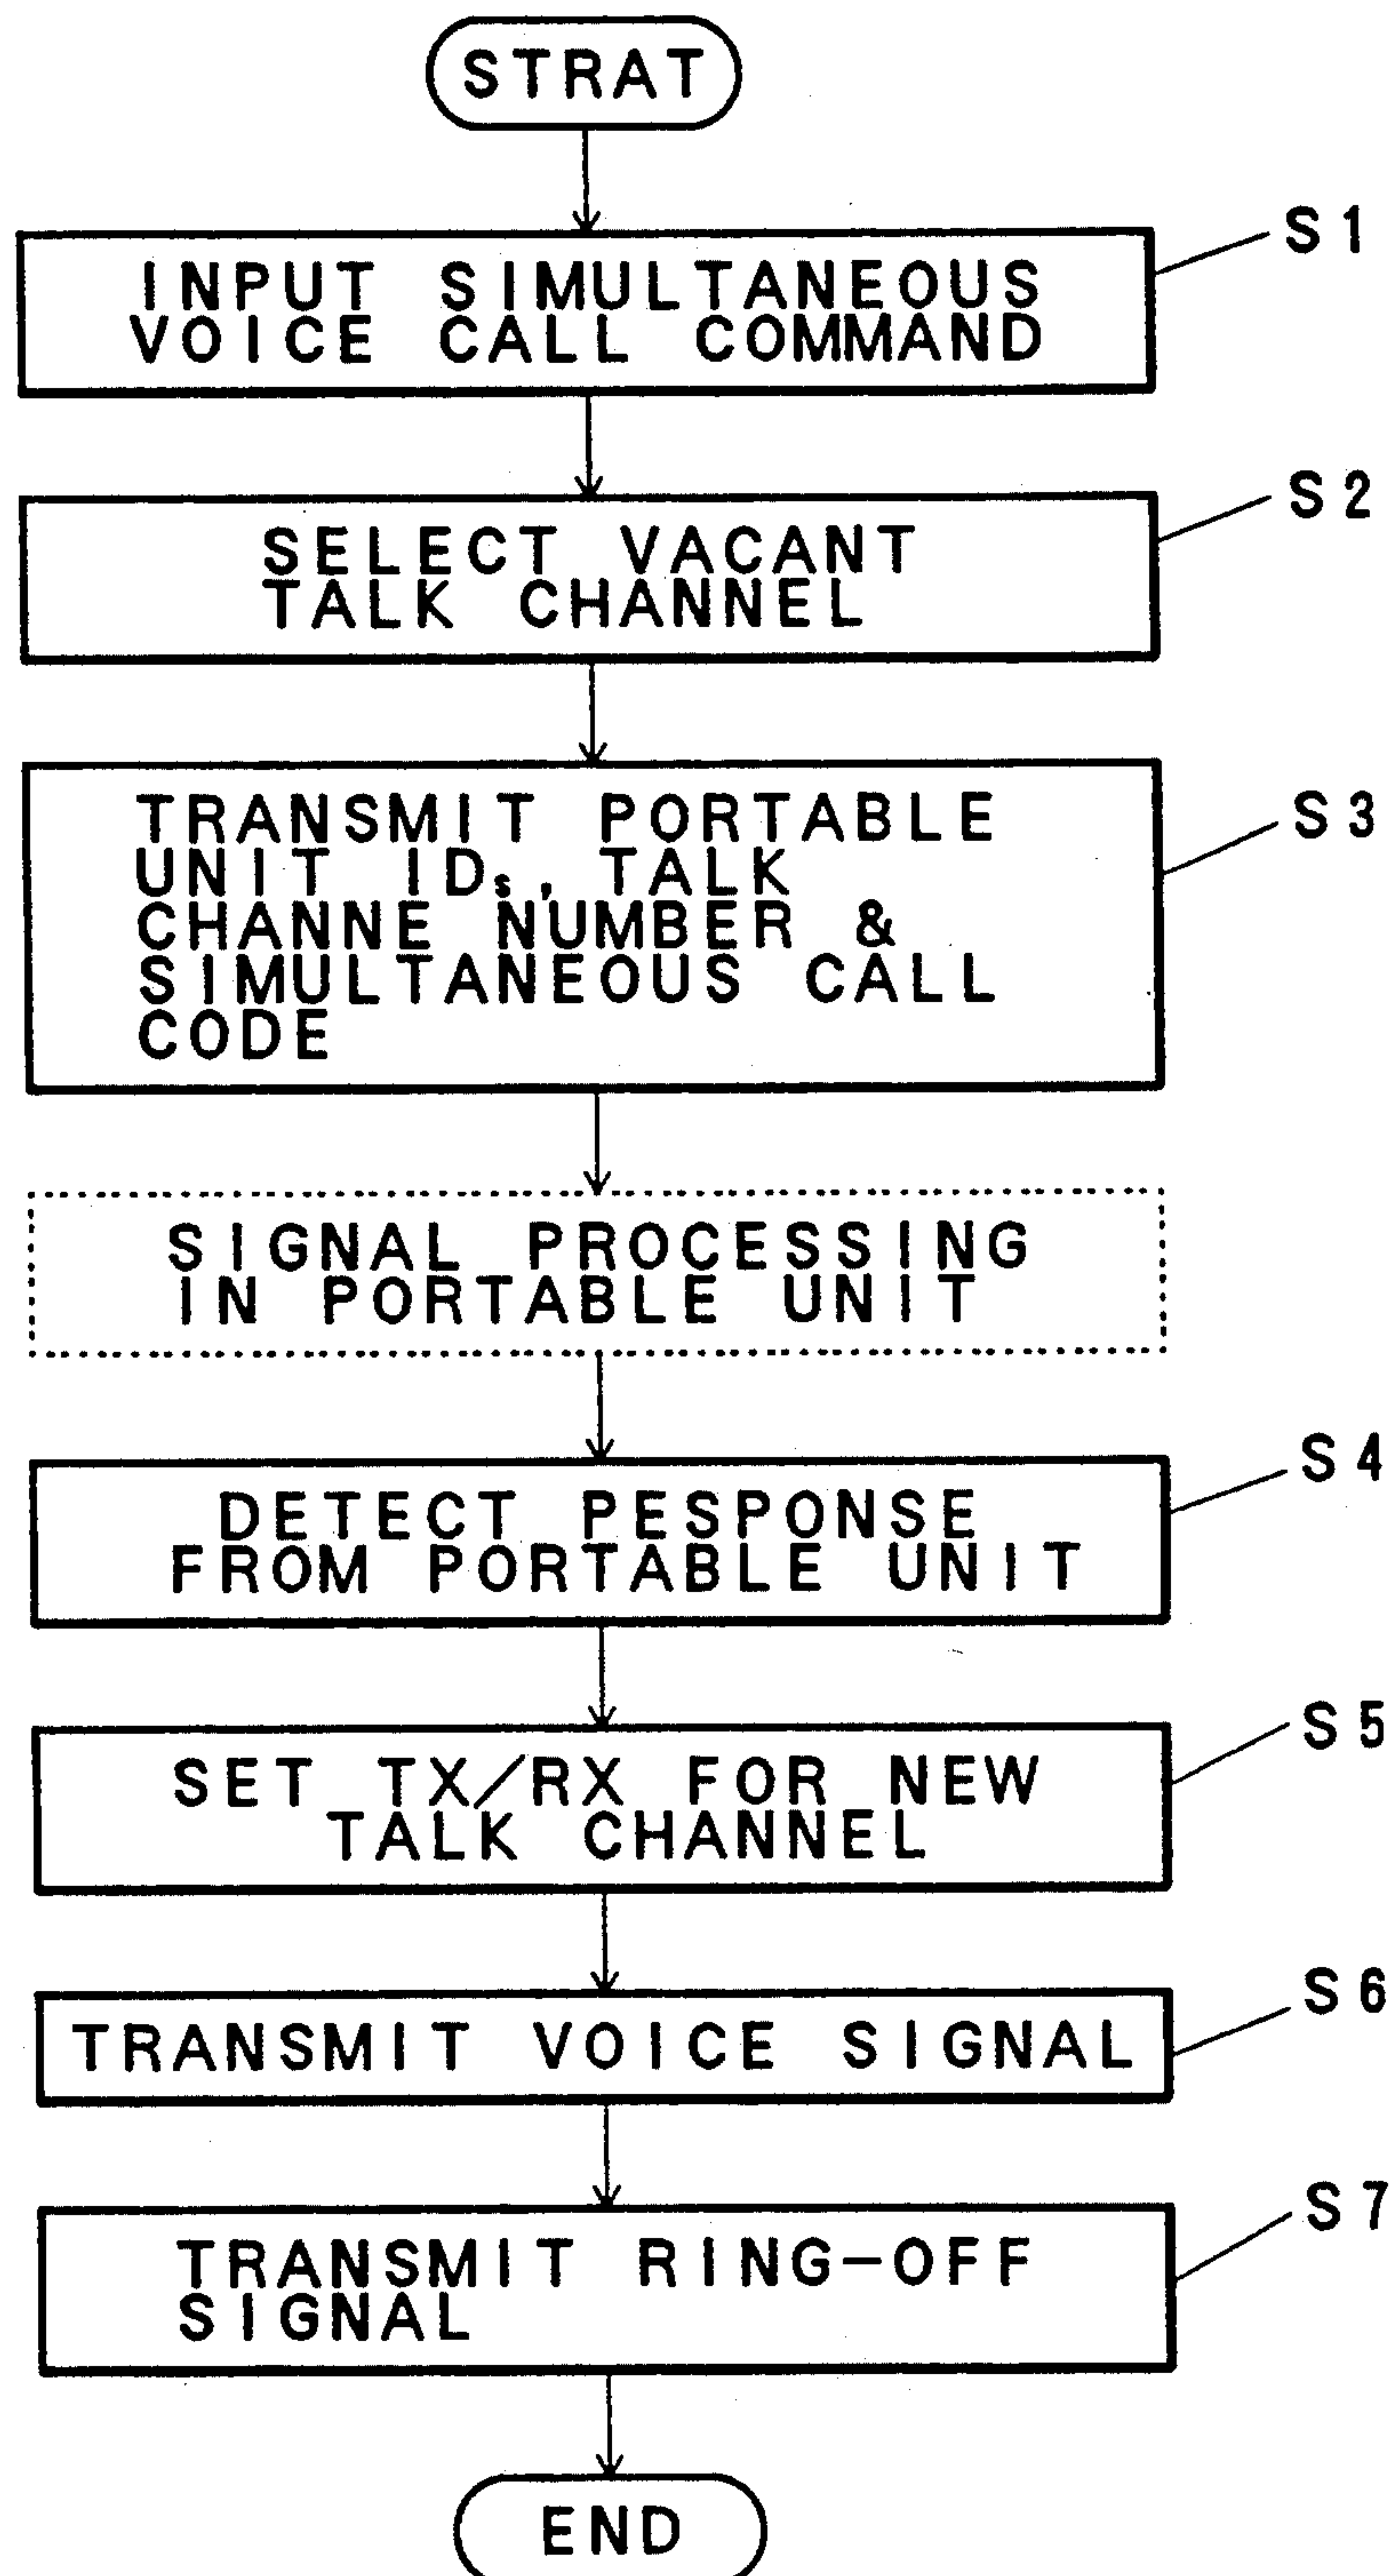 STRAT
S1
INPUT SIMULTANEOUS
VOICE CALL COMMAND
S2
SELECT VACANT
TALK CHANNEL
S3
TRANSMIT PORTABLE
UNIT IDs, TALK
CHANNE NUMBER &
SIMULTANEOUS CALL
CODE
SIGNAL PROCESSING
IN PORTABLE UNIT
S4
DETECT PESPONSE
FROM PORTABLE UNIT
S5
SET TX/RX FOR NEW
TALK CHANNEL
S6
TRANSMIT VOICE SIGNAL
S7
TRANSMIT RING-OFF
SIGNAL
END